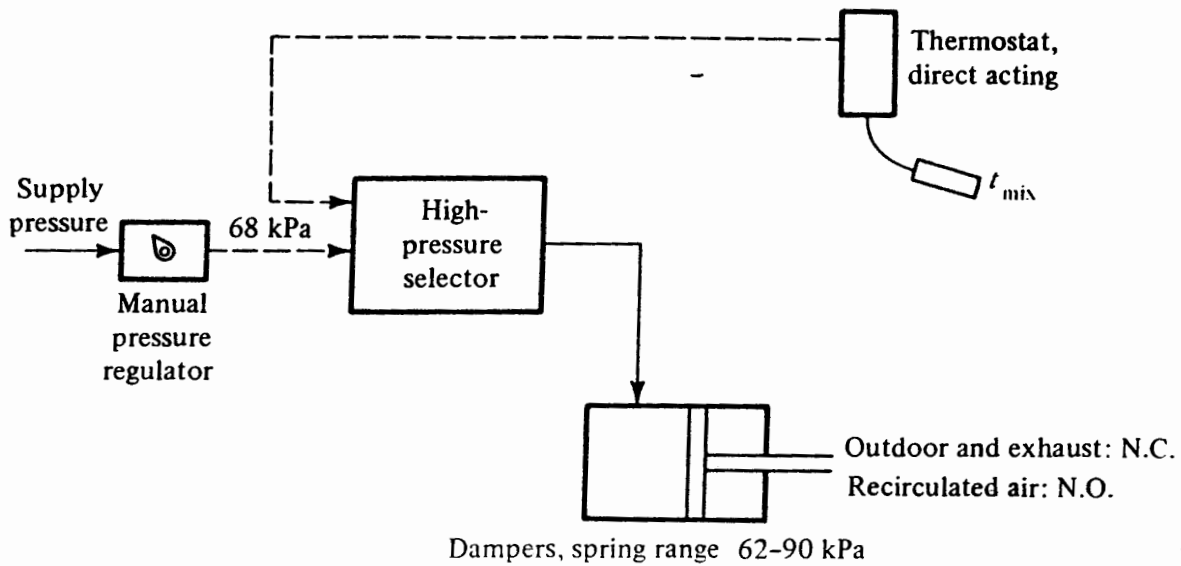 Thermostat,
direct acting
t mix
Supply
pressure
68 kPa
High-
pressure
selector
Manual
pressure
regulator
Outdoor and exhaust: N.C.
Recirculated air: N.O.
Dampers, spring range 62–90 kPa